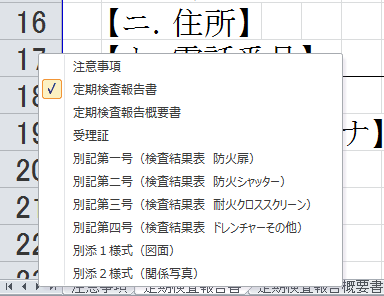 16
【ニ. 住所】
17
電話番号】
18
注意事項
定期検査報告書
定期検査報告概要書
受理証
19
ナ】
別記第一号（検査結果表 防火扉）
20
別記第二号（検査結果表 防火シャッター）
21
別記第三号（検査結果表 耐火クロススクリーン）
別記第四号（検査結果表 ドレンチャーその他）
22
別添１様式（図面）
別添２様式（関係写真）
23
注意事項
定期検査報告書
定期検査報告概要書